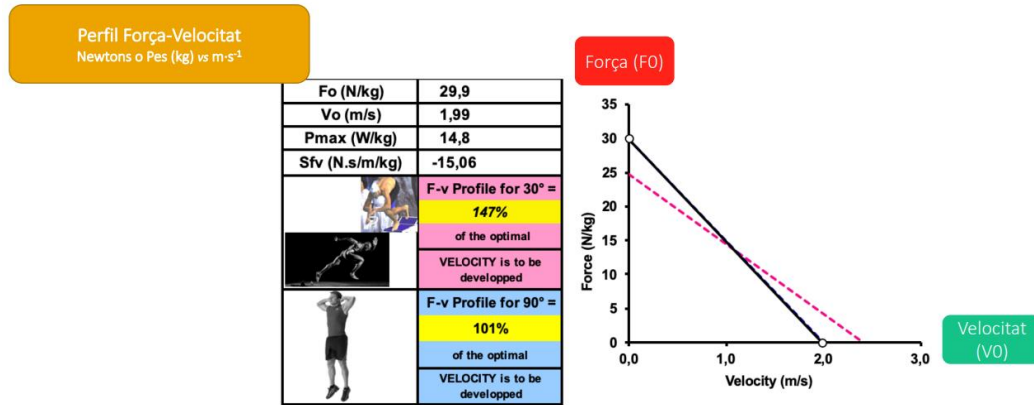 Perfil Força-Velocitat
Newtons o Pes (kg) vs m·s⁻¹
Força (F0)
Fo (N/kg) 29,9
Vo (m/s) 1,99
Pmax (W/kg) 14,8
Sfv (N.s/m/kg) -15,06
F-v Profile for 30° =
147%
of the optimal
VELOCITY is to be
developped
F-v Profile for 90° =
101%
of the optimal
VELOCITY is to be
developped
Force (N/kg)
35
30
25
20
15
10
5
0
0,0 1,0 2,0 3,0
Velocity (m/s)
Velocitat
(V0)